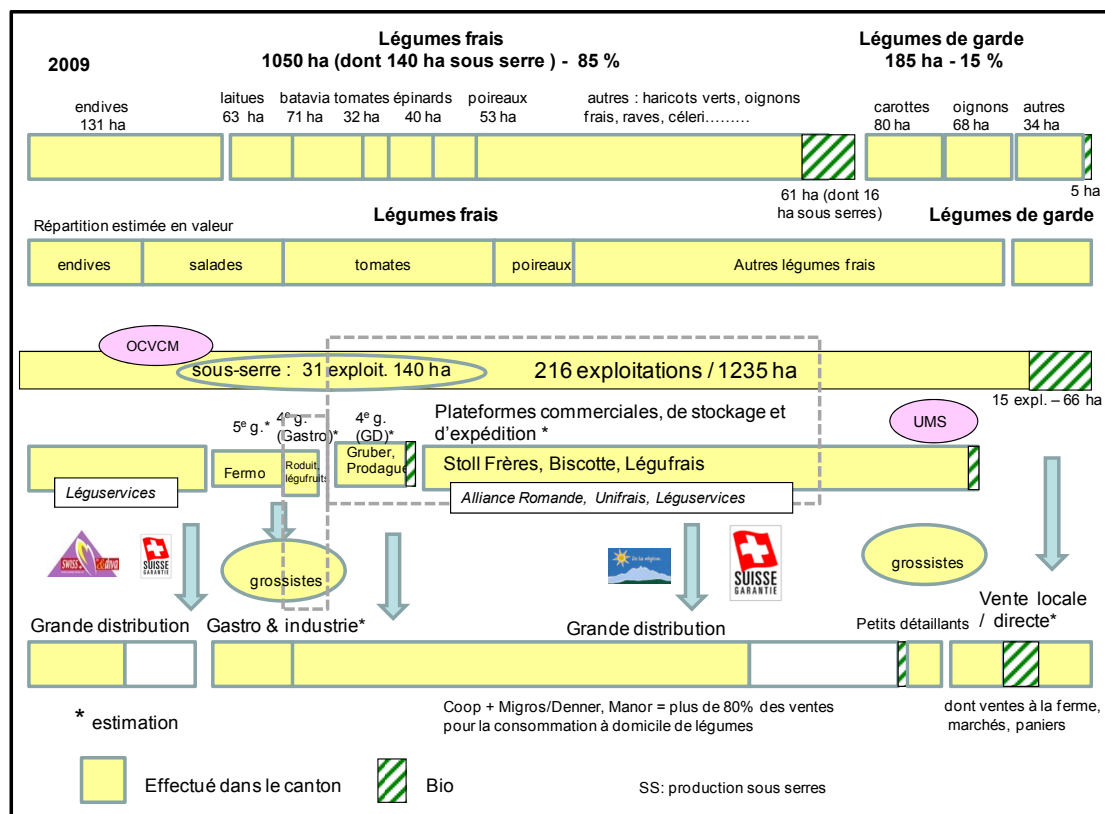 2009
Légumes frais
1050 ha (dont 140 ha sous serre ) - 85 %
Légumes de garde
185 ha - 15 %
endives
131 ha
laitues
63 ha
batavia
71 ha
tomates
32 ha
épinards
40 ha
poireaux
53 ha
autres : haricots verts, oignons
frais, raves, céleri………
carottes
80 ha
oignons
68 ha
autres
34 ha
61 ha (dont 16
ha sous serres)
5 ha
Répartition estimée en valeur
Légumes frais
Légumes de garde
endives
salades
tomates
poireaux
Autres légumes frais
OCVCM
sous-serre : 31 exploit. 140 ha
216 exploitations / 1235 ha
15 expl. – 66 ha
5e g.*
4e g.
(Gastro)*
4e g.
(GD)*
Plateformes commerciales, de stockage et
d'expédition *
UMS
Fermo
Roduit,
légufruits
Gruber,
Prodague
Stoll Frères, Biscotte, Légufrais
Léguservices
Alliance Romande, Unifrais, Léguservices
SWISS
SUISSE
GARANTIE
De la région.
SUISSE
GARANTIE
grossistes
grossistes
Grande distribution
Gastro & industrie*
Grande distribution
Petits détaillants
Vente locale
/ directe*
* estimation
Coop + Migros/Denner, Manor = plus de 80% des ventes
pour la consommation à domicile de légumes
dont ventes à la ferme,
marchés, paniers
Effectué dans le canton
Bio
SS: production sous serres